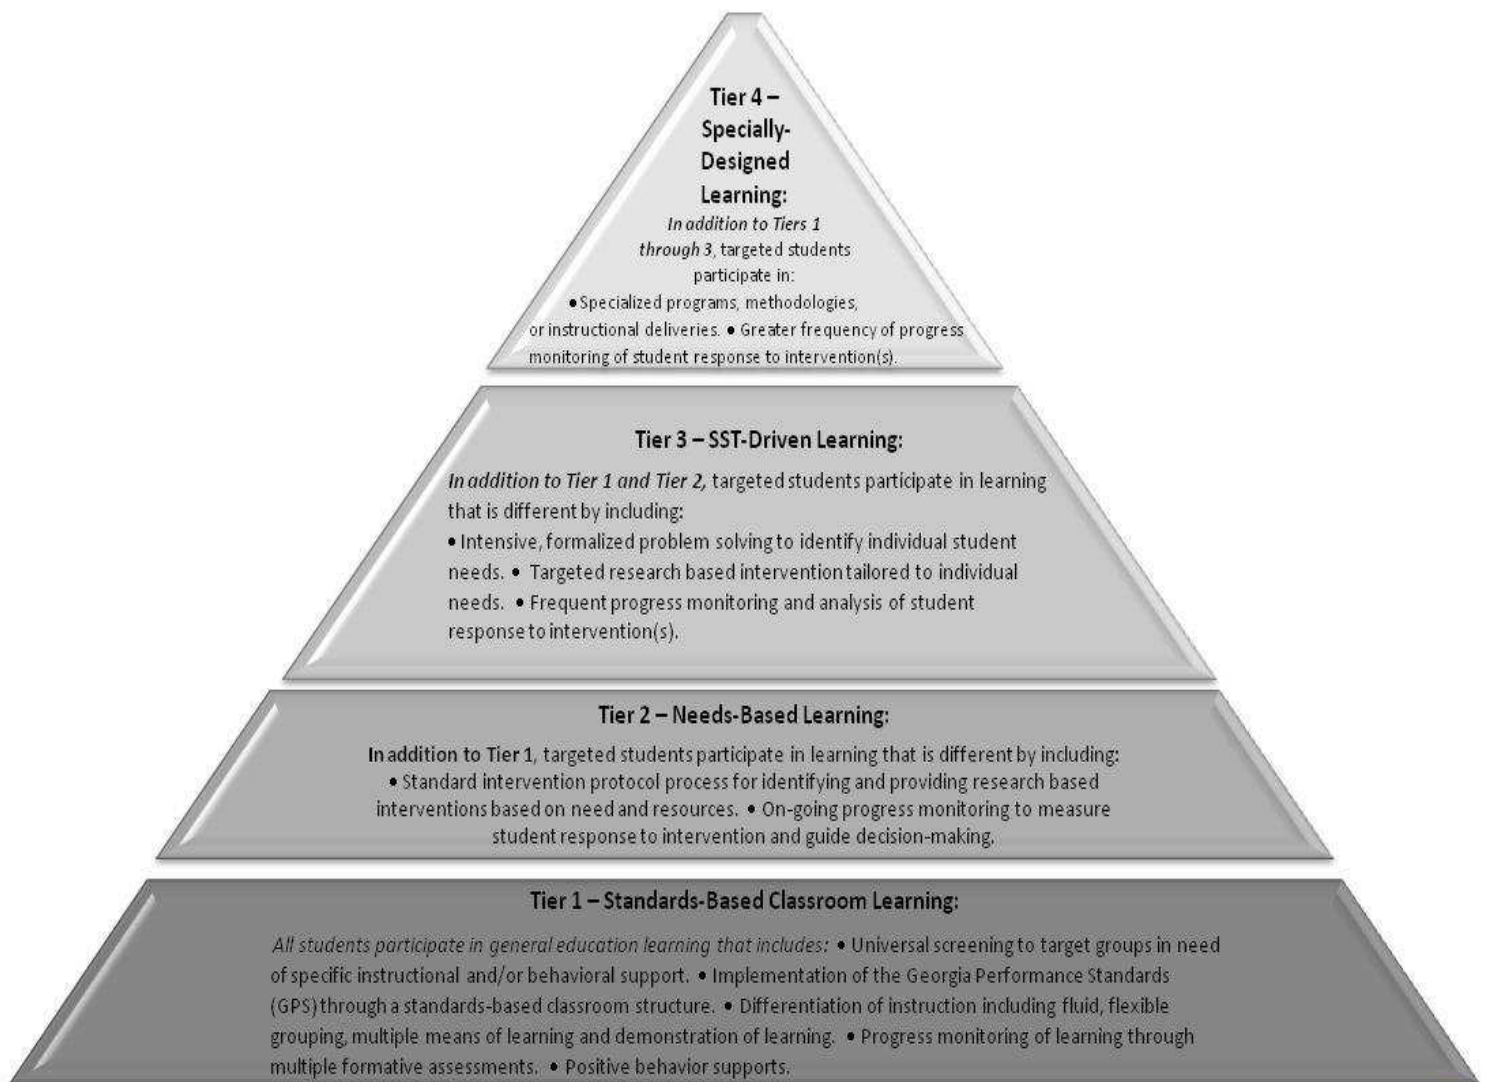 Tier 4 –
Specially-
Designed
Learning:
In addition to Tiers 1
through 3, targeted students
participate in:
• Specialized programs, methodologies,
or instructional deliveries. • Greater frequency of progress
monitoring of student response to intervention(s).
Tier 3 – SST-Driven Learning:
In addition to Tier 1 and Tier 2, targeted students participate in learning
that is different by including:
• Intensive, formalized problem solving to identify individual student
needs. • Targeted research based intervention tailored to individual
needs. • Frequent progress monitoring and analysis of student
response to intervention(s).
Tier 2 – Needs-Based Learning:
In addition to Tier 1, targeted students participate in learning that is different by including:
• Standard intervention protocol process for identifying and providing research based
interventions based on need and resources. • On-going progress monitoring to measure
student response to intervention and guide decision-making.
Tier 1 – Standards-Based Classroom Learning:
All students participate in general education learning that includes: • Universal screening to target groups in need
of specific instructional and/or behavioral support. • Implementation of the Georgia Performance Standards
(GPS) through a standards-based classroom structure. • Differentiation of instruction including fluid, flexible
grouping, multiple means of learning and demonstration of learning. • Progress monitoring of learning through
multiple formative assessments. • Positive behavior supports.